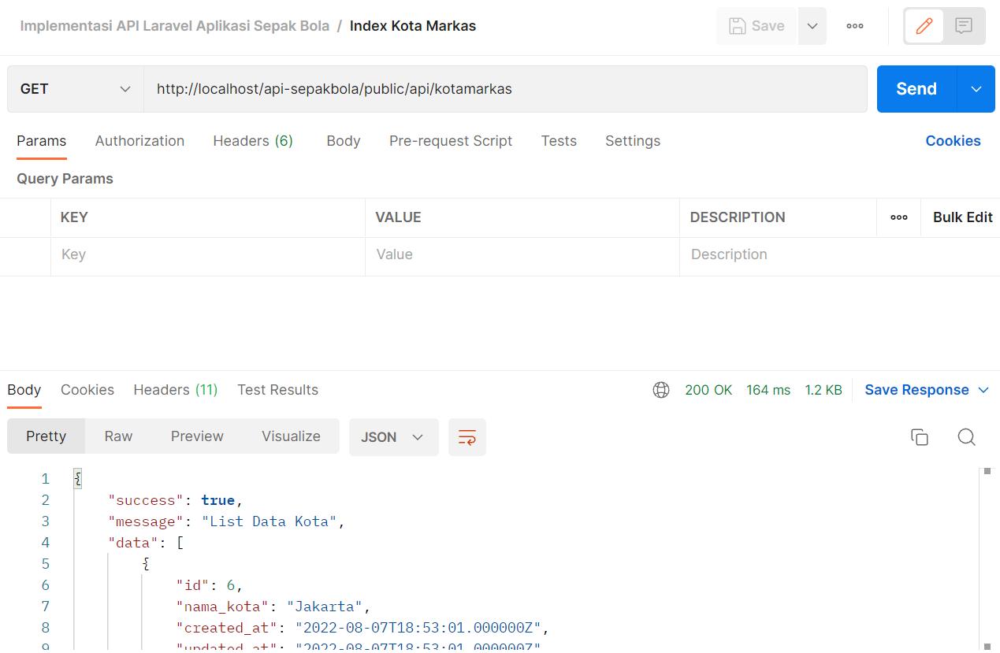 Implementasi API Laravel Aplikasi Sepak Bola / Index Kota Markas
Save
GET
http://localhost/api-sepakbola/public/api/kotamarkas
Send
Params Authorization Headers (6) Body Pre-request Script Tests Settings Cookies
Query Params
KEY VALUE DESCRIPTION Bulk Edit
Key Value Description
Body Cookies Headers (11) Test Results 200 OK 164 ms 1.2 KB Save Response
Pretty Raw Preview Visualize JSON
1 {
2 "success": true,
3 "message": "List Data Kota",
4 "data": [
5 {
6 "id": 6,
7 "nama_kota": "Jakarta",
8 "created_at": "2022-08-07T18:53:01.000000Z",
9 "updated_at": "2022-08-07T18:53:01.000000Z"